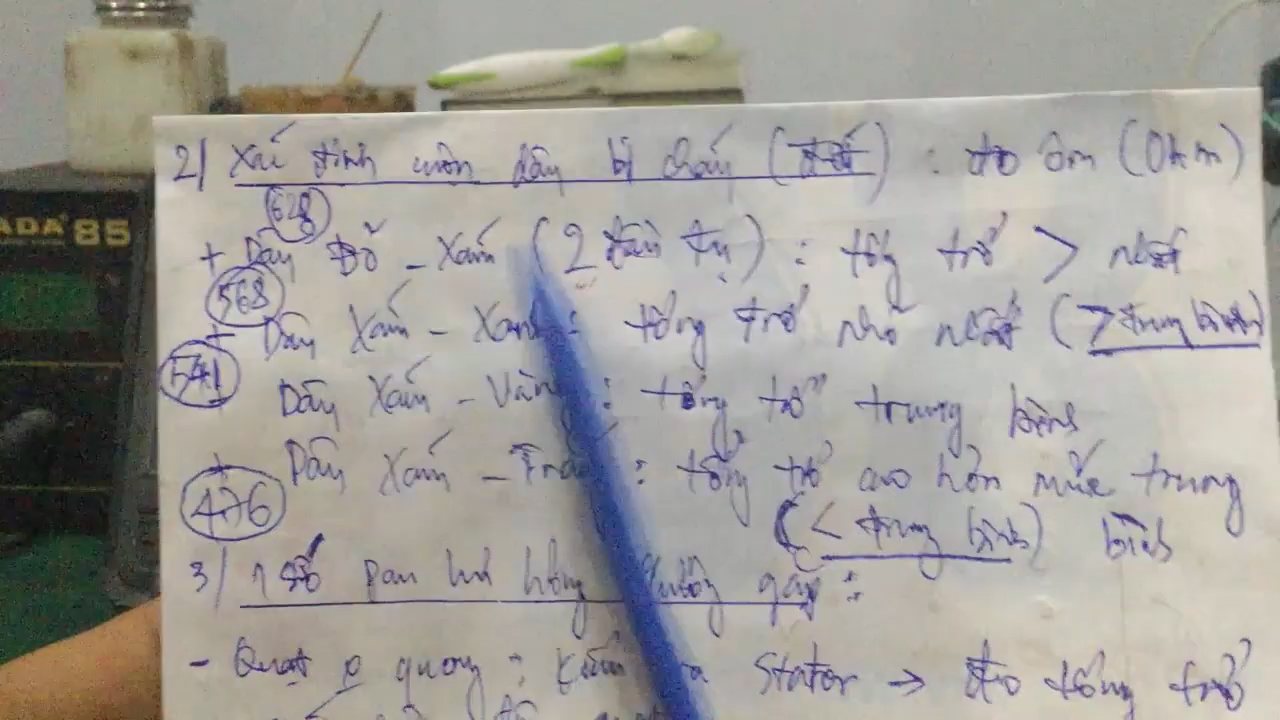 ADA 85
2/ Xác định cuộn dây bị cháy (đứt) : đo ôm (Ohm)
628
+ Dây Đỏ - Xám (2 đầu tụ) : tổng trở > nhất
568
+ Dây Xám - Xanh : tổng trở nhỏ nhất (> trung bình)
541
Dây Xám - Vàng : tổng trở trung bình
+ Dây Xám - : tổng trở cao hơn mức trung
476
(< trung bình) bình
3/ 1 số pan hư hỏng thường gặp :
- Quạt o quay : Kiểm Stator → đo tổng trở